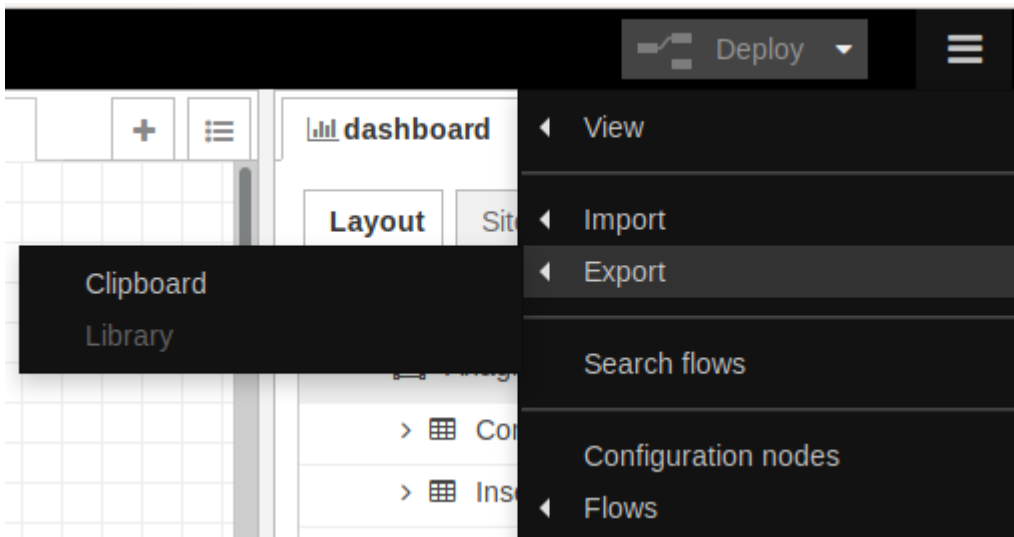 Deploy
dashboard
View
Layout
Import
Export
Clipboard
Library
Search flows
Configuration nodes
Flows